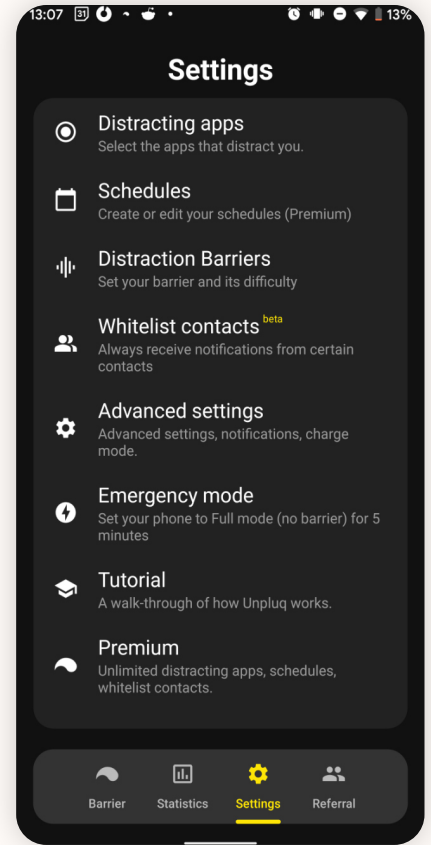 13:07 31 13%
Settings
Distracting apps
Select the apps that distract you.
Schedules
Create or edit your schedules (Premium)
Distraction Barriers
Set your barrier and its difficulty
Whitelist contacts beta
Always receive notifications from certain
contacts
Advanced settings
Advanced settings, notifications, charge
mode.
Emergency mode
Set your phone to Full mode (no barrier) for 5
minutes
Tutorial
A walk-through of how Unpluq works.
Premium
Unlimited distracting apps, schedules,
whitelist contacts.
Barrier Statistics Settings Referral